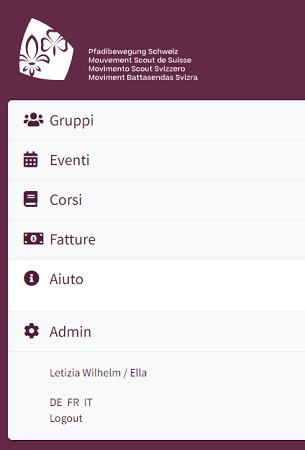 Pfadibewegung Schweiz
Mouvement Scout de Suisse
Movimento Scout Svizzero
Moviment Battasendas Svizra
Gruppi
Eventi
Corsi
Fatture
Aiuto
Admin
Letizia Wilhelm / Ella
DE FR IT
Logout